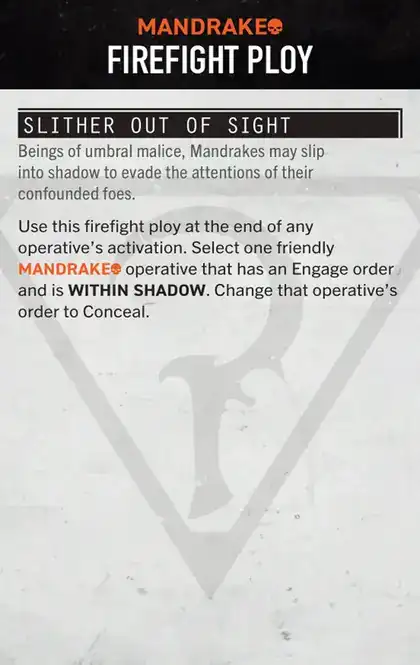 MANDRAKE
FIREFIGHT PLOY
SLITHER OUT OF SIGHT
Beings of umbral malice, Mandrakes may slip
into shadow to evade the attentions of their
confounded foes.
Use this firefight ploy at the end of any
operative's activation. Select one friendly
MANDRAKE operative that has an Engage order
and is WITHIN SHADOW. Change that operative's
order to Conceal.